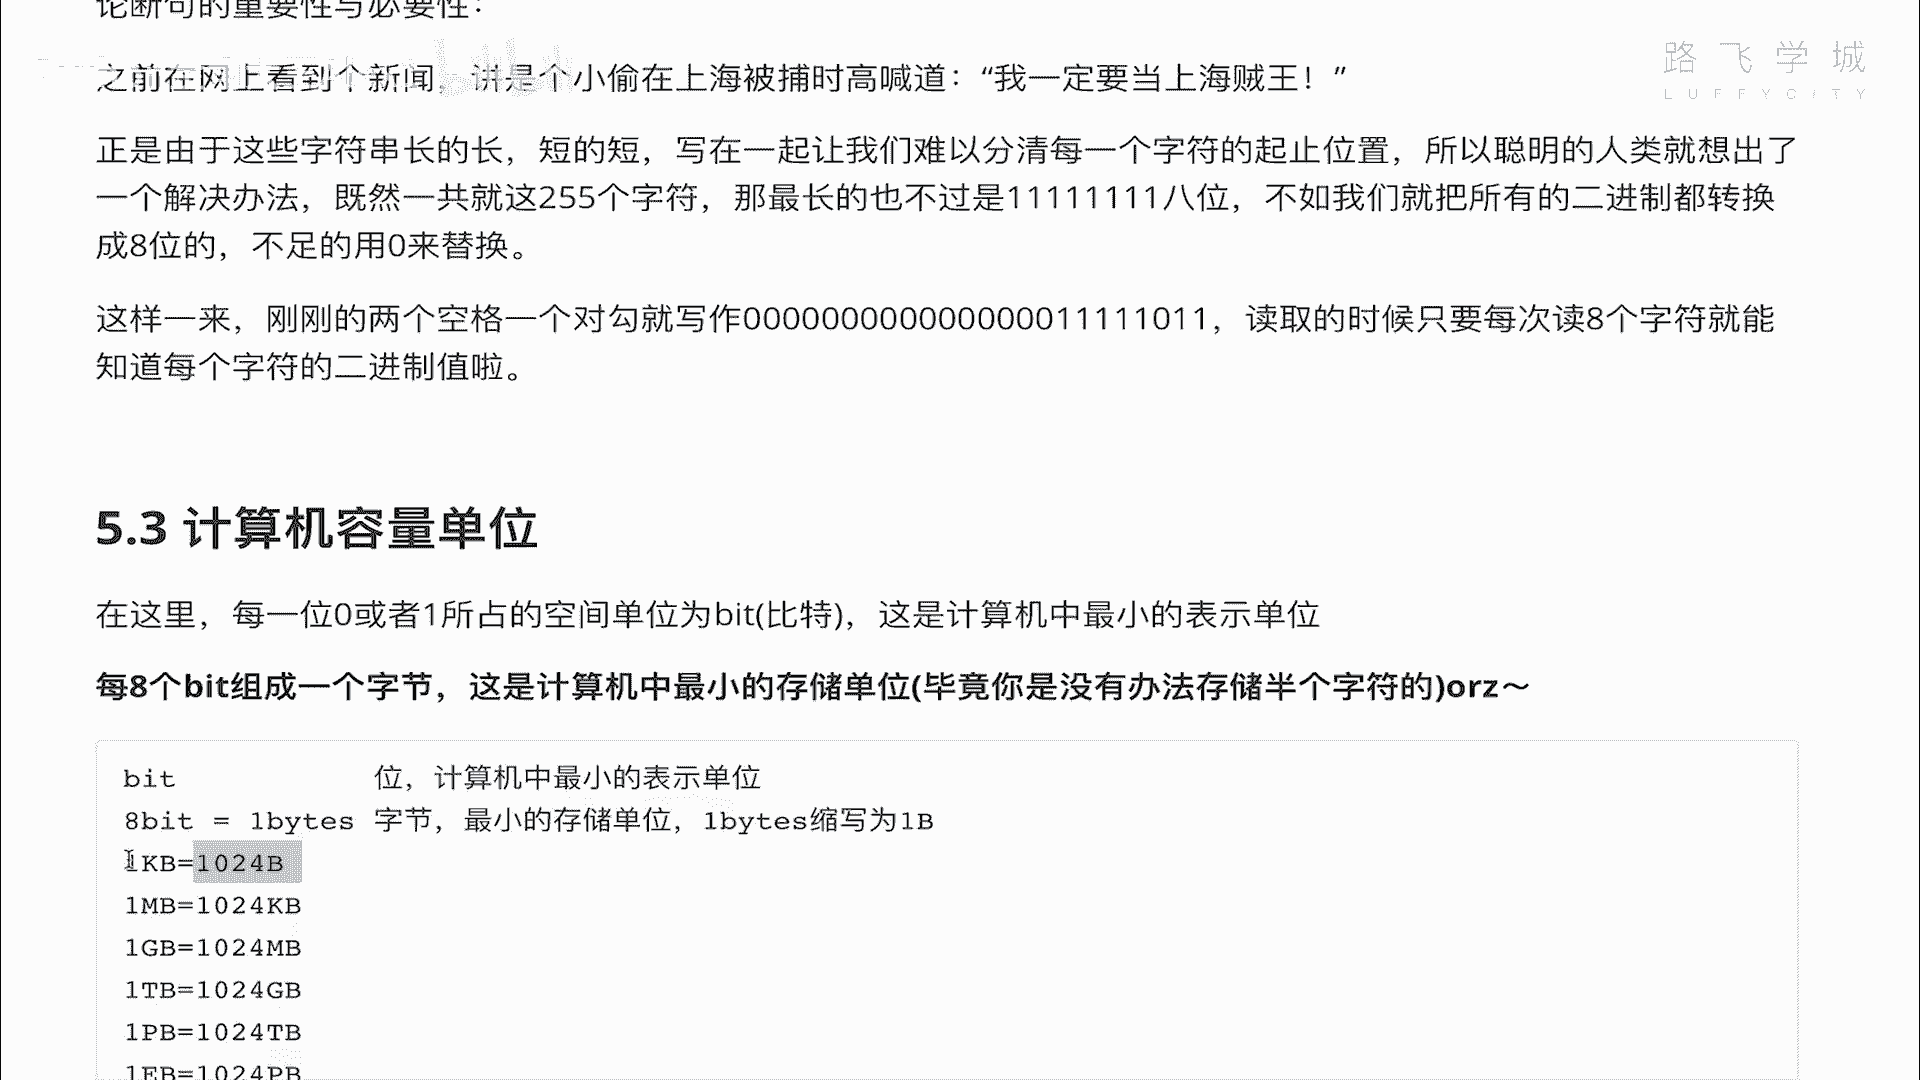 论断句的重要性与必要性：
之前在网上看到个新闻，讲是个小偷在上海被捕时高喊道：“我一定要当上海贼王！”
路飞学城
LUFFYCITY
正是由于这些字符串长的长，短的短，写在一起让我们难以分清每一个字符的起止位置，所以聪明的人类就想出了
一个解决办法，既然一共就这255个字符，那最长的也不过是11111111八位，不如我们就把所有的二进制都转换
成8位的，不足的用0来替换。
这样一来，刚刚的两个空格一个对勾就写作000000000000000011111011，读取的时候只要每次读8个字符就能
知道每个字符的二进制值啦。
5.3 计算机容量单位
在这里，每一位0或者1所占的空间单位为bit(比特)，这是计算机中最小的表示单位
每8个bit组成一个字节，这是计算机中最小的存储单位(毕竟你是没有办法存储半个字符的)orz～
bit 位，计算机中最小的表示单位
8bit = 1bytes 字节，最小的存储单位，1bytes缩写为1B
1KB=1024B
1MB=1024KB
1GB=1024MB
1TB=1024GB
1PB=1024TB
1EB=1024PB